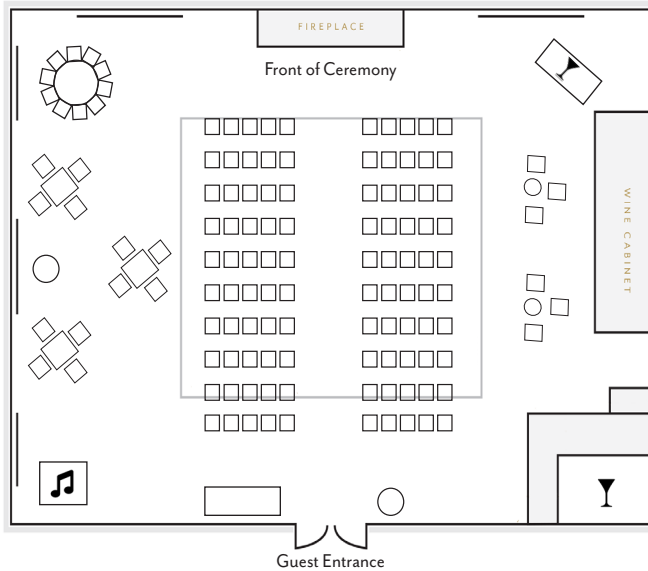 FIREPLACE
Front of Ceremony
WINE CABINET
Guest Entrance